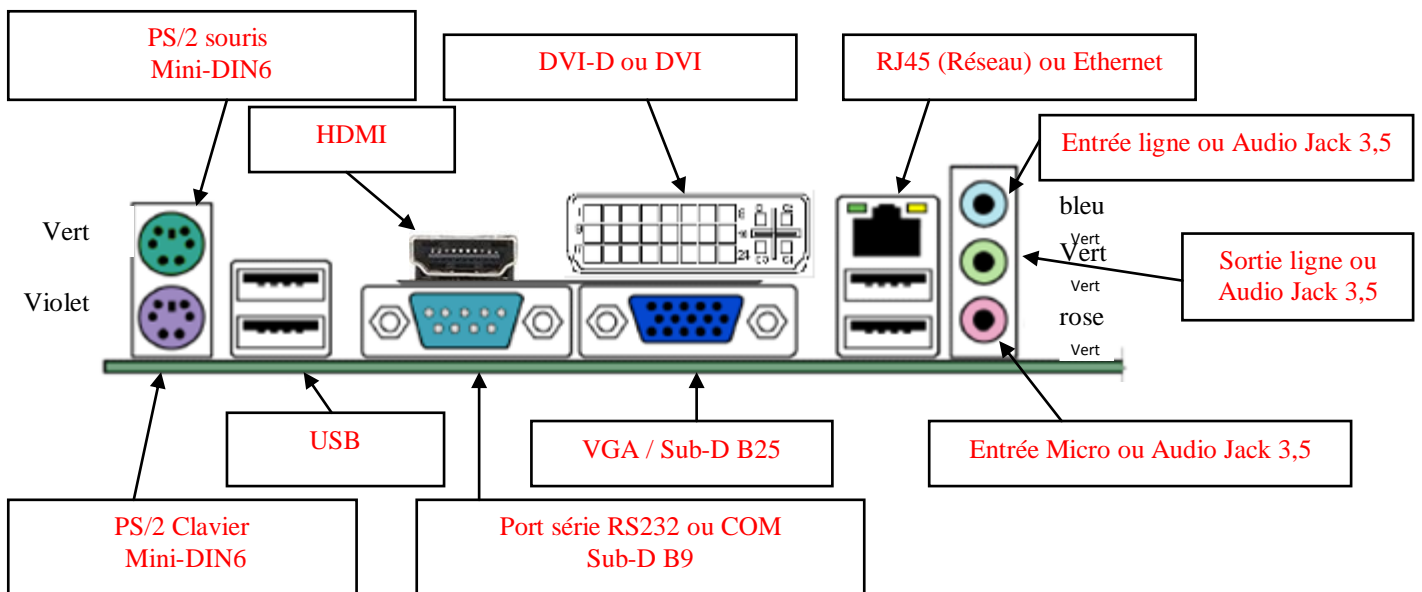 PS/2 souris
Mini-DIN6
DVI-D ou DVI
RJ45 (Réseau) ou Ethernet
HDMI
Entrée ligne ou Audio Jack 3,5
Vert
bleu
Vert
Vert
Sortie ligne ou
Audio Jack 3,5
Violet
Vert
rose
Vert
USB
VGA / Sub-D B25
Entrée Micro ou Audio Jack 3,5
PS/2 Clavier
Mini-DIN6
Port série RS232 ou COM
Sub-D B9